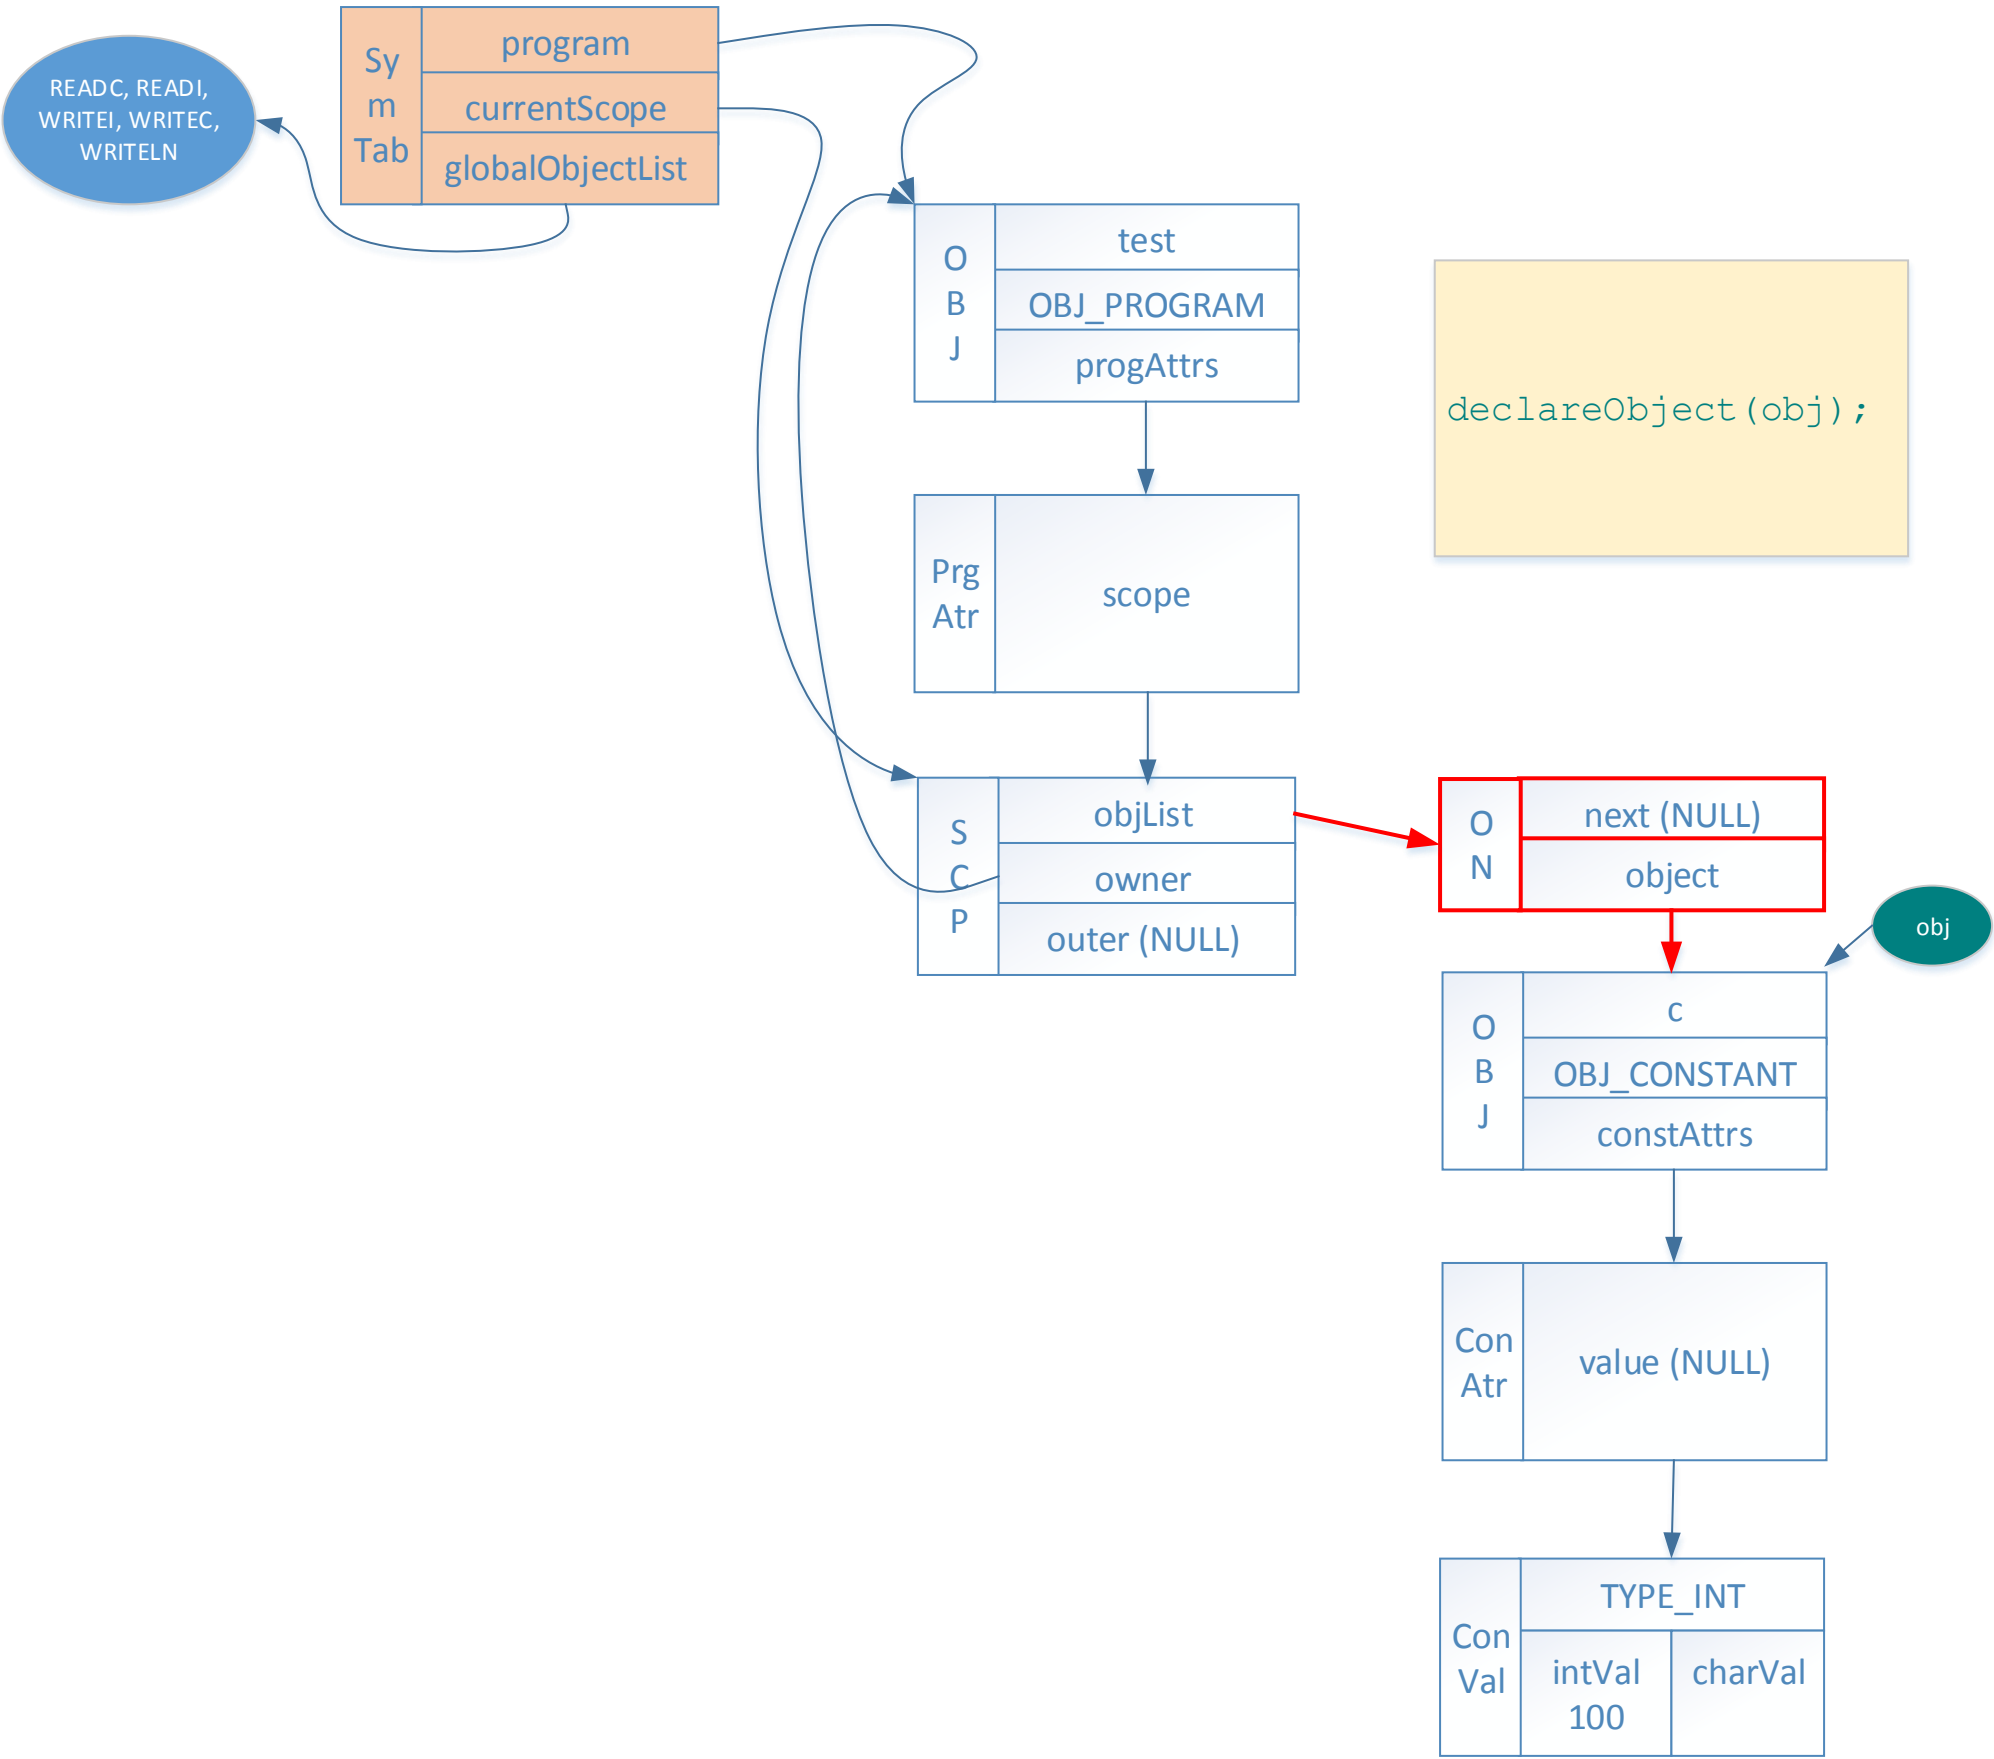 READC, READI,
WRITEI, WRITEC,
WRITELN
Sy
m
Tab
program
currentScope
globalObjectList
O
B
J
test
OBJ_PROGRAM
progAttrs
declareObject(obj);
Prg
Atr
scope
S
C
P
objList
owner
outer (NULL)
O
N
next (NULL)
object
obj
O
B
J
c
OBJ_CONSTANT
constAttrs
Con
Atr
value (NULL)
Con
Val
TYPE_INT
intVal
100
charVal